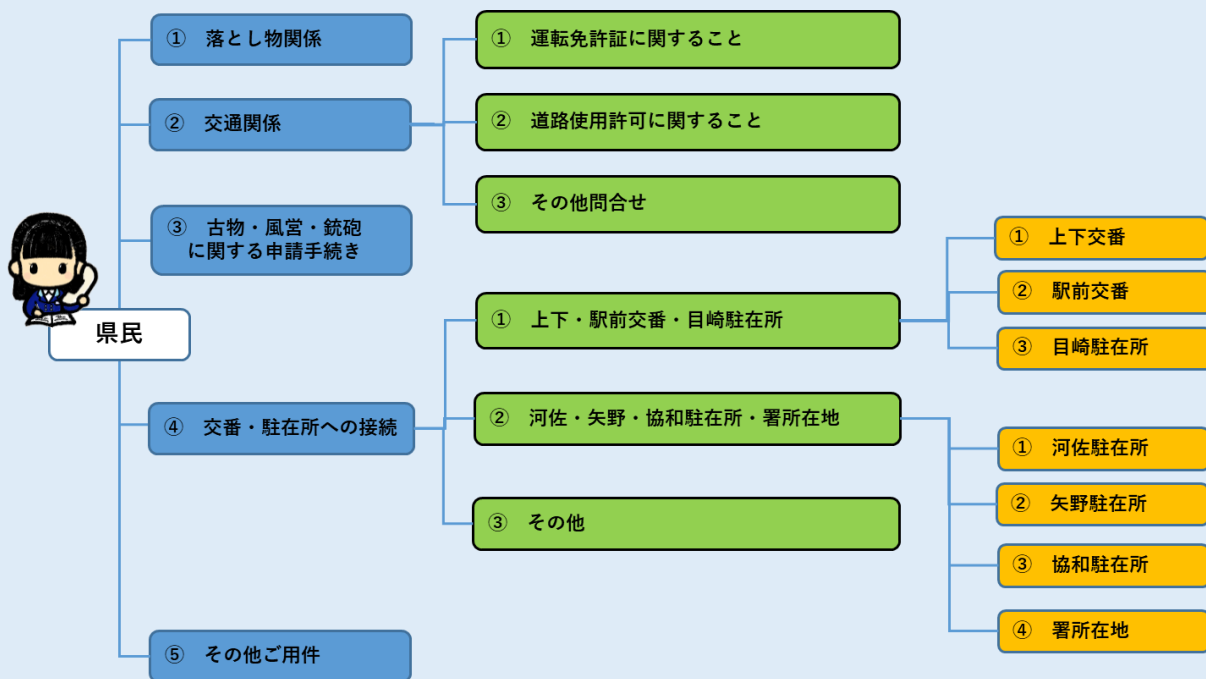 県民
① 落とし物関係
② 交通関係
① 運転免許証に関すること
② 道路使用許可に関すること
③ その他問合せ
③ 古物・風営・銃砲
に関する申請手続き
④ 交番・駐在所への接続
① 上下・駅前交番・目崎駐在所
① 上下交番
② 駅前交番
③ 目崎駐在所
② 河佐・矢野・協和駐在所・署所在地
① 河佐駐在所
② 矢野駐在所
③ 協和駐在所
④ 署所在地
③ その他
⑤ その他ご用件